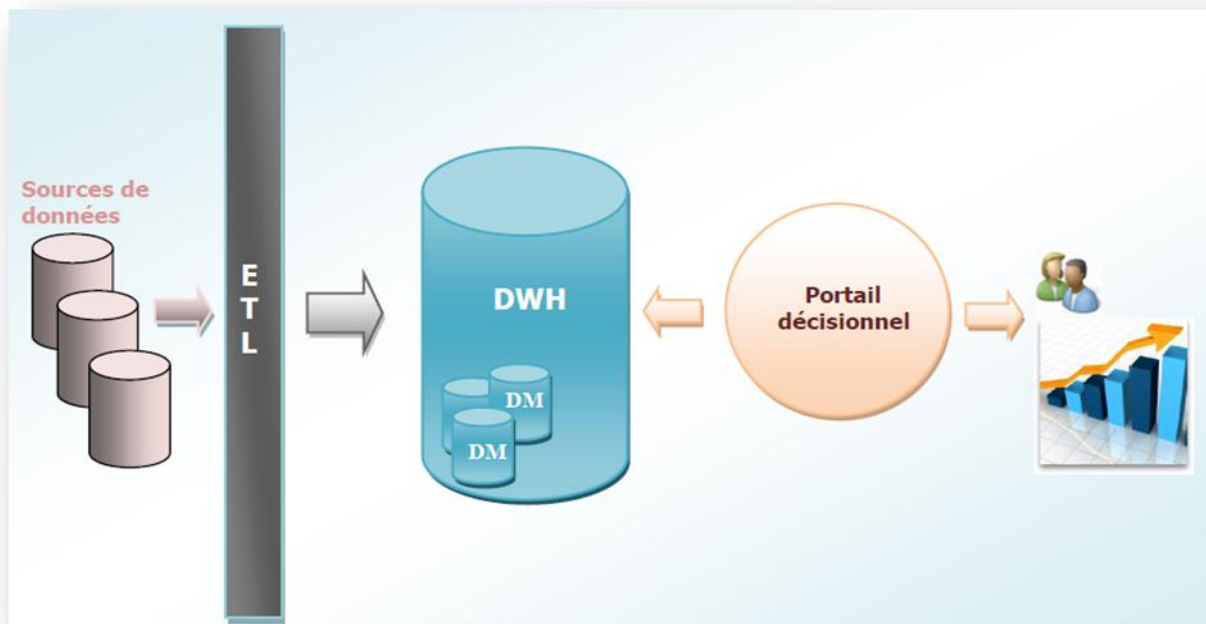 Sources de
données
E
T
L
DWH
DM
DM
Portail
décisionnel